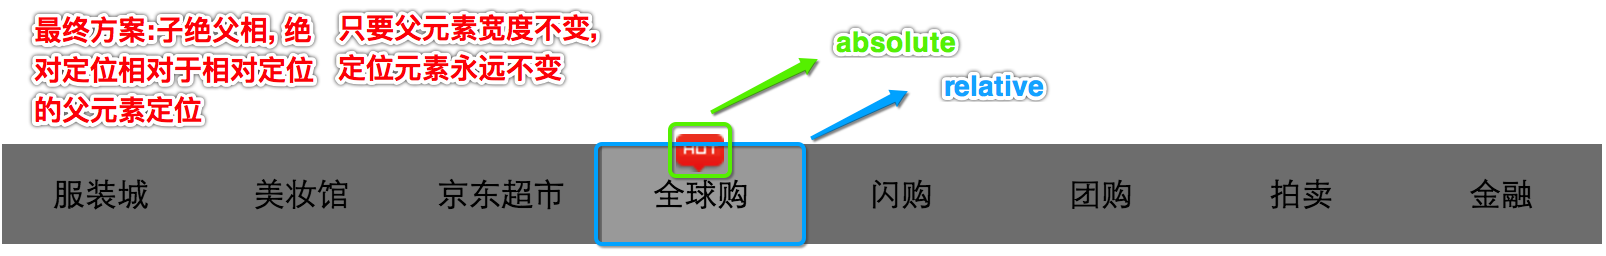 最终方案:子绝父相, 绝
对定位相对于相对定位
的父元素定位
只要父元素宽度不变,
定位元素永远不变
absolute
relative
HOT
服装城 美妆馆 京东超市 全球购 闪购 团购 拍卖 金融